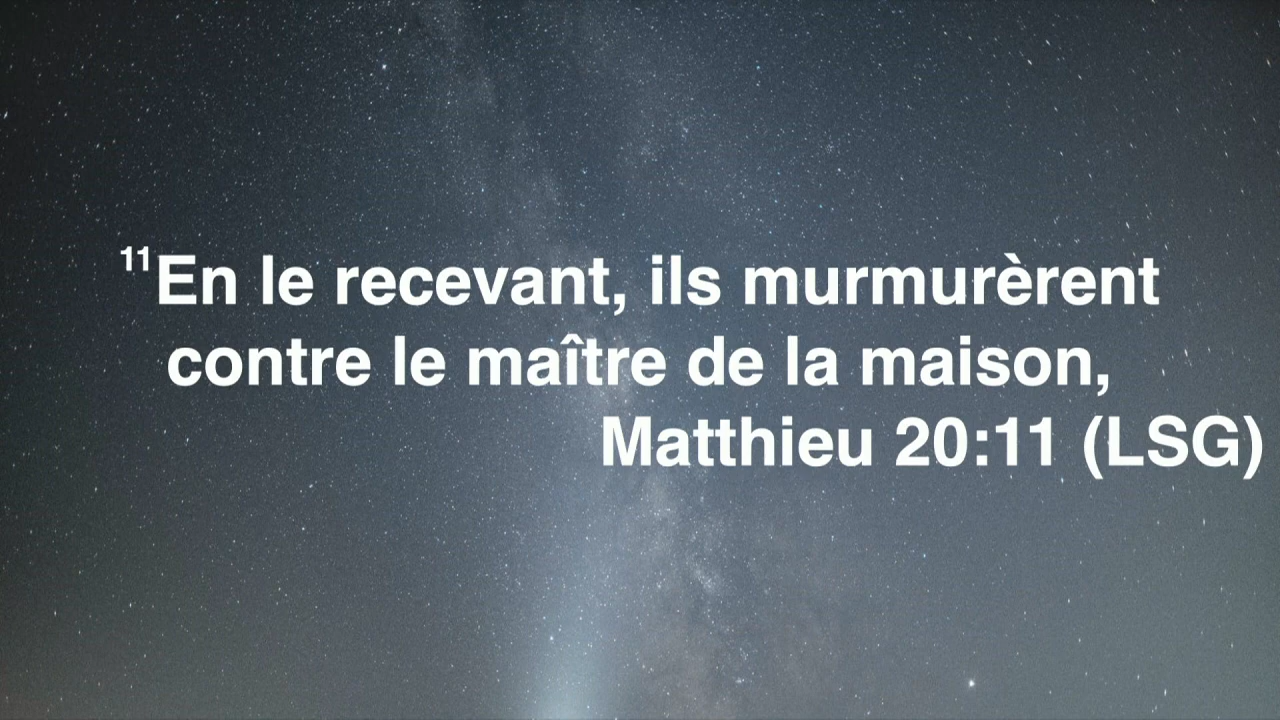 ¹¹En le recevant, ils murmurèrent
contre le maître de la maison,
Matthieu 20:11 (LSG)